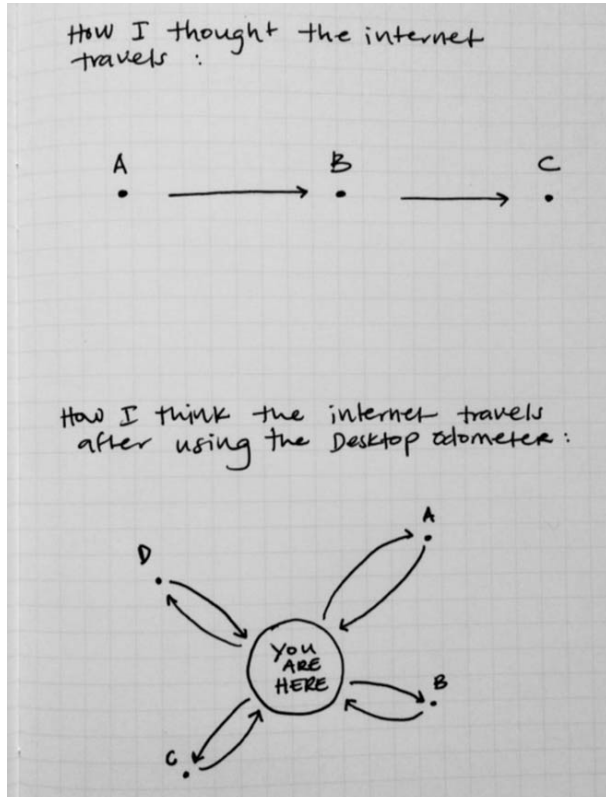 How I thought the internet
travels :
A
B
C
How I think the internet travels
after using the Desktop odometer :
A
D
YOU
ARE
HERE
B
C